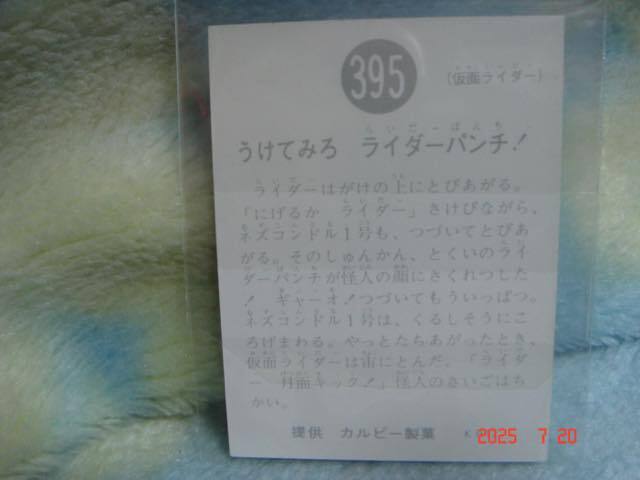 395
(仮面ライダー)
うけてみろ ライダーパンチ!
ライダーはがけの上にとびあがる。
「にげるか ライダー」さけびながら、
ネズコンドル1号も、つづいてとびあ
がる。そのしゅんかん、とくいのライ
ダーパンチが怪人の顔にさくれつした
! ギャーオ!つづいてもういっぱつ。
ネズコンドル1号は、くるしそうにこ
ろげまわる。やっとたちあがったとき、
仮面ライダーは宙にとんだ。「ライダ
ー 月面キック!」怪人のさいごはち
かい。
提供 カルビー製菓
K
2025 7 20